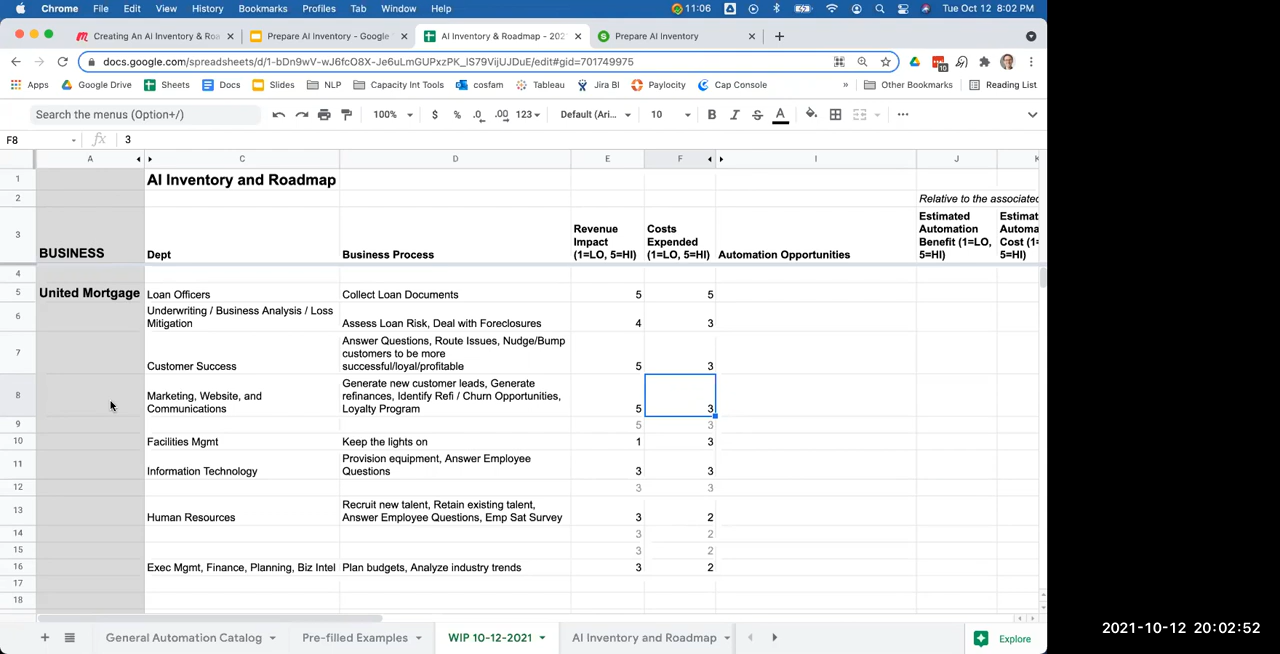 Chrome File Edit View History Bookmarks Profiles Tab Window Help 11:06 Tue Oct 12 8:02 PM
Creating An AI Inventory & Roa Prepare AI Inventory - Google AI Inventory & Roadmap - 202 Prepare AI Inventory
docs.google.com/spreadsheets/d/1-bDn9wV-wJ6fcO8X-Je6uLmGUPxzPK_IS79VijUJDuE/edit#gid=701749975 10
Apps Google Drive Sheets Docs Slides NLP Capacity Int Tools cosfam Tableau Jira BI Paylocity Cap Console » Other Bookmarks Reading List
Search the menus (Option+/) 100% $ % .0 .00 123 Default (Ari... 10 B I S A
F8 fx 3
A C D E F I J K
1 AI Inventory and Roadmap
2 Relative to the associated
3 BUSINESS Dept Business Process Revenue Impact (1=LO, 5=HI) Costs Expended (1=LO, 5=HI) Automation Opportunities Estimated Automation Benefit (1=LO, 5=HI) Estimat Automa Cost (1= 5=HI)
4
5 United Mortgage Loan Officers Collect Loan Documents 5 5
6 Underwriting / Business Analysis / Loss Mitigation Assess Loan Risk, Deal with Foreclosures 4 3
7 Customer Success Answer Questions, Route Issues, Nudge/Bump customers to be more successful/loyal/profitable 5 3
8 Marketing, Website, and Communications Generate new customer leads, Generate refinances, Identify Refi / Churn Opportunities, Loyalty Program 5 3
9 5 3
10 Facilities Mgmt Keep the lights on 1 3
11 Information Technology Provision equipment, Answer Employee Questions 3 3
12 3 3
13 Human Resources Recruit new talent, Retain existing talent, Answer Employee Questions, Emp Sat Survey 3 2
14 3 2
15 3 2
16 Exec Mgmt, Finance, Planning, Biz Intel Plan budgets, Analyze industry trends 3 2
17
18
General Automation Catalog Pre-filled Examples WIP 10-12-2021 AI Inventory and Roadmap Explore
2021-10-12 20:02:52